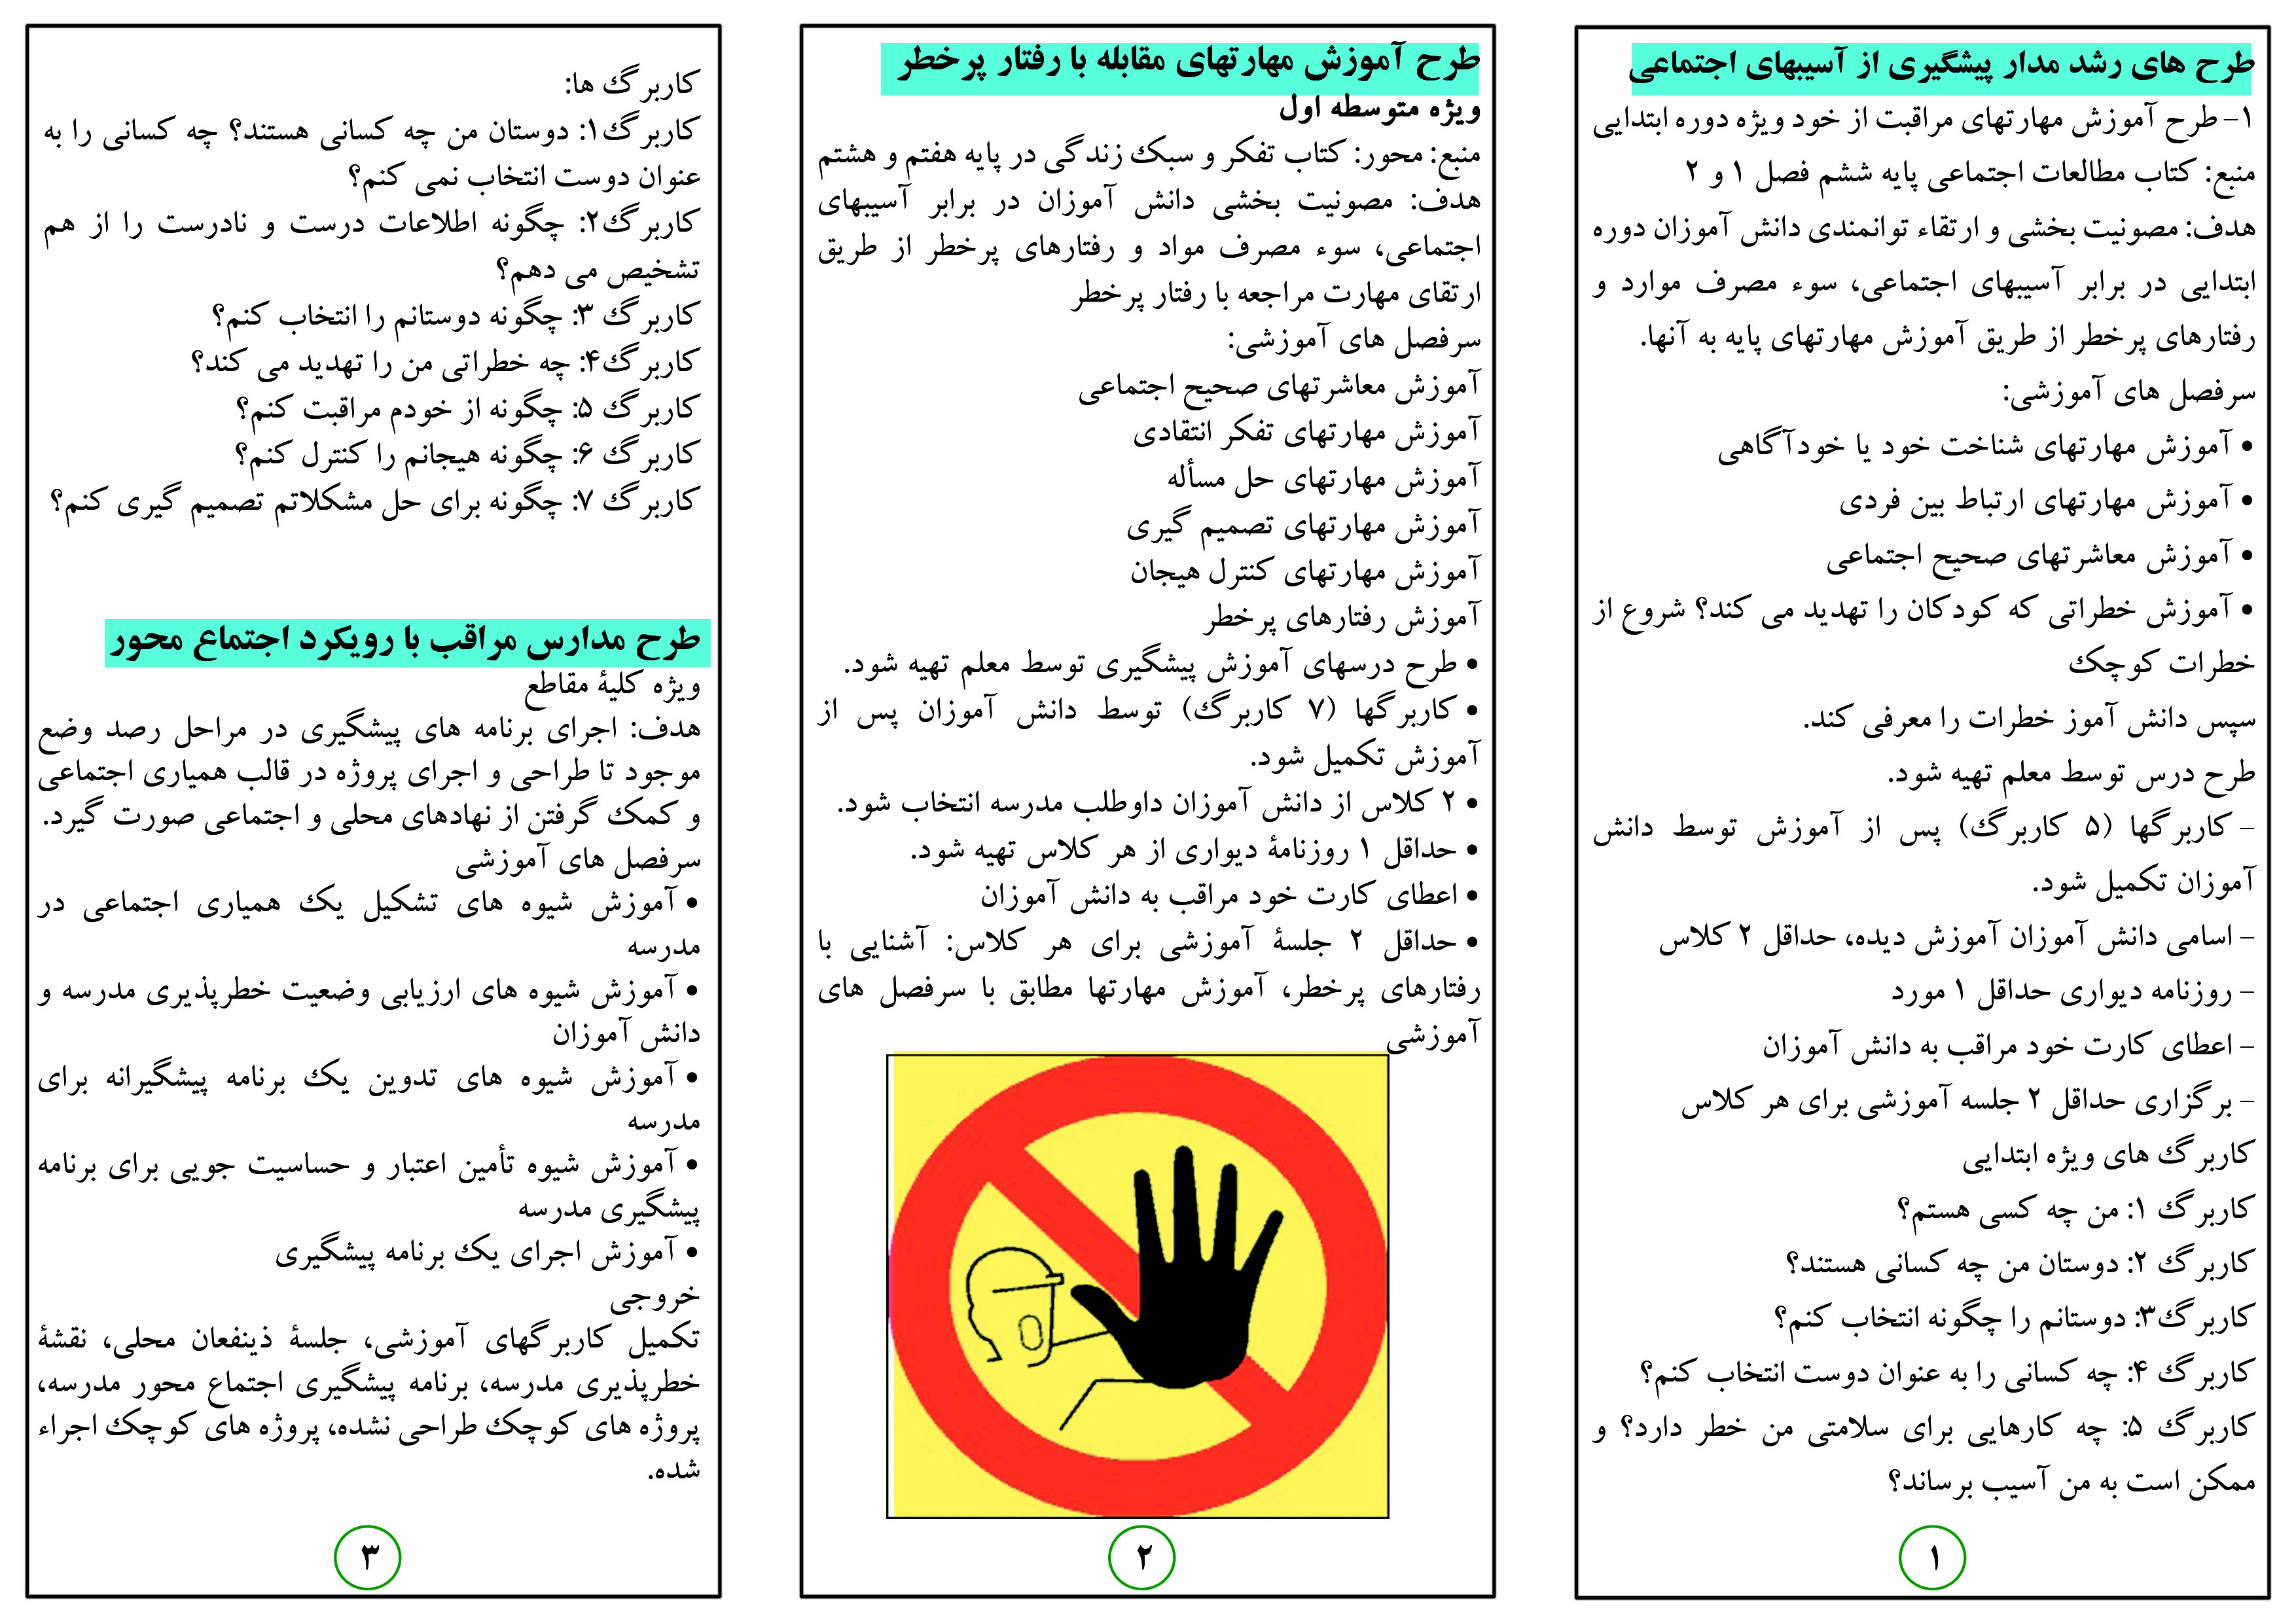 طرح های رشد مدار پیشگیری از آسیبهای اجتماعی
۱- طرح آموزش مهارتهای مراقبت از خود ویژه دوره ابتدایی
منبع: کتاب مطالعات اجتماعی پایه ششم فصل ۱ و ۲
هدف: مصونیت بخشی و ارتقاء توانمندی دانش آموزان دوره
ابتدایی در برابر آسیبهای اجتماعی، سوء مصرف موارد و
رفتارهای پرخطر از طریق آموزش مهارتهای پایه به آنها.
سرفصل های آموزشی:
• آموزش مهارتهای شناخت خود یا خودآگاهی
• آموزش مهارتهای ارتباط بین فردی
• آموزش معاشرتهای صحیح اجتماعی
• آموزش خطراتی که کودکان را تهدید می کند؟ شروع از
خطرات کوچک
سپس دانش آموز خطرات را معرفی کند.
طرح درس توسط معلم تهیه شود.
- کاربرگها (۵ کاربرگ) پس از آموزش توسط دانش
آموزان تکمیل شود.
- اسامی دانش آموزان آموزش دیده، حداقل ۲ کلاس
- روزنامه دیواری حداقل ۱ مورد
- اعطای کارت خود مراقب به دانش آموزان
- برگزاری حداقل ۲ جلسه آموزشی برای هر کلاس
کاربرگ های ویژه ابتدایی
کاربرگ ۱: من چه کسی هستم؟
کاربرگ ۲: دوستان من چه کسانی هستند؟
کاربرگ۳: دوستانم را چگونه انتخاب کنم؟
کاربرگ ۴: چه کسانی را به عنوان دوست انتخاب کنم؟
کاربرگ ۵: چه کارهایی برای سلامتی من خطر دارد؟ و
ممکن است به من آسیب برساند؟
۱
طرح آموزش مهارتهای مقابله با رفتار پرخطر
ویژه متوسطه اول
منبع: محور: کتاب تفکر و سبک زندگی در پایه هفتم و هشتم
هدف: مصونیت بخشی دانش آموزان در برابر آسیبهای
اجتماعی، سوء مصرف مواد و رفتارهای پرخطر از طریق
ارتقای مهارت مراجعه با رفتار پرخطر
سرفصل های آموزشی:
آموزش معاشرتهای صحیح اجتماعی
آموزش مهارتهای تفکر انتقادی
آموزش مهارتهای حل مسأله
آموزش مهارتهای تصمیم گیری
آموزش مهارتهای کنترل هیجان
آموزش رفتارهای پرخطر
• طرح درسهای آموزش پیشگیری توسط معلم تهیه شود.
• کاربرگها (۷ کاربرگ) توسط دانش آموزان پس از
آموزش تکمیل شود.
• ۲ کلاس از دانش آموزان داوطلب مدرسه انتخاب شود.
• حداقل ۱ روزنامۀ دیواری از هر کلاس تهیه شود.
• اعطای کارت خود مراقب به دانش آموزان
• حداقل ۲ جلسۀ آموزشی برای هر کلاس: آشنایی با
رفتارهای پرخطر، آموزش مهارتها مطابق با سرفصل های
آموزشی
۲
کاربرگ ها:
کاربرگ۱: دوستان من چه کسانی هستند؟ چه کسانی را به
عنوان دوست انتخاب نمی کنم؟
کاربرگ۲: چگونه اطلاعات درست و نادرست را از هم
تشخیص می دهم؟
کاربرگ ۳: چگونه دوستانم را انتخاب کنم؟
کاربرگ۴: چه خطراتی من را تهدید می کند؟
کاربرگ ۵: چگونه از خودم مراقبت کنم؟
کاربرگ ۶: چگونه هیجانم را کنترل کنم؟
کاربرگ ۷: چگونه برای حل مشکلاتم تصمیم گیری کنم؟
طرح مدارس مراقب با رویکرد اجتماع محور
ویژه کلیۀ مقاطع
هدف: اجرای برنامه های پیشگیری در مراحل رصد وضع
موجود تا طراحی و اجرای پروژه در قالب همیاری اجتماعی
و کمک گرفتن از نهادهای محلی و اجتماعی صورت گیرد.
سرفصل های آموزشی
• آموزش شیوه های تشکیل یک همیاری اجتماعی در
مدرسه
• آموزش شیوه های ارزیابی وضعیت خطرپذیری مدرسه و
دانش آموزان
• آموزش شیوه های تدوین یک برنامه پیشگیرانه برای
مدرسه
• آموزش شیوه تأمین اعتبار و حساسیت جویی برای برنامه
پیشگیری مدرسه
• آموزش اجرای یک برنامه پیشگیری
خروجی
تکمیل کاربرگهای آموزشی، جلسۀ ذینفعان محلی، نقشۀ
خطرپذیری مدرسه، برنامه پیشگیری اجتماع محور مدرسه،
پروژه های کوچک طراحی نشده، پروژه های کوچک اجراء
شده.
۳